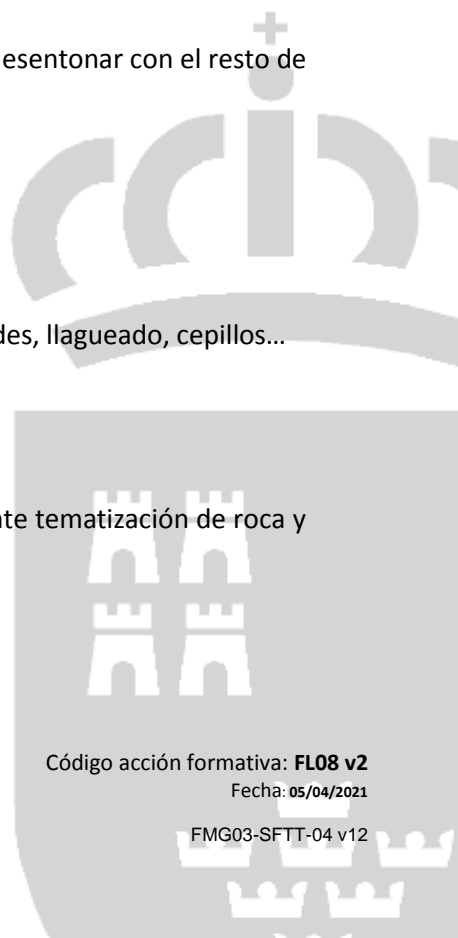 esentonar con el resto de
des, llagueado, cepillos…
nte tematización de roca y
Código acción formativa: FL08 v2
Fecha: 05/04/2021
FMG03-SFTT-04 v12